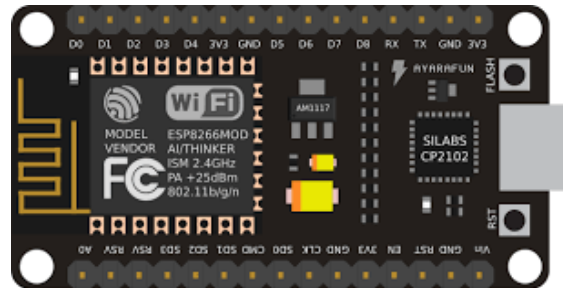 D0 D1 D2 D3 D4 3V3 GND D5 D6 D7 D8 RX TX GND 3V3
AYARAFUN
FLASH
WiFi
AM1117
MODEL
VENDOR
ESP8266MOD
AI/THINKER
ISM 2.4GHz
PA +25dBm
802.11b/g/n
FC
SILABS
CP2102
RST
A0 RSV RSV SD3 SD2 SD1 CMD SD0 CLK GND 3V3 EN RST GND Vin